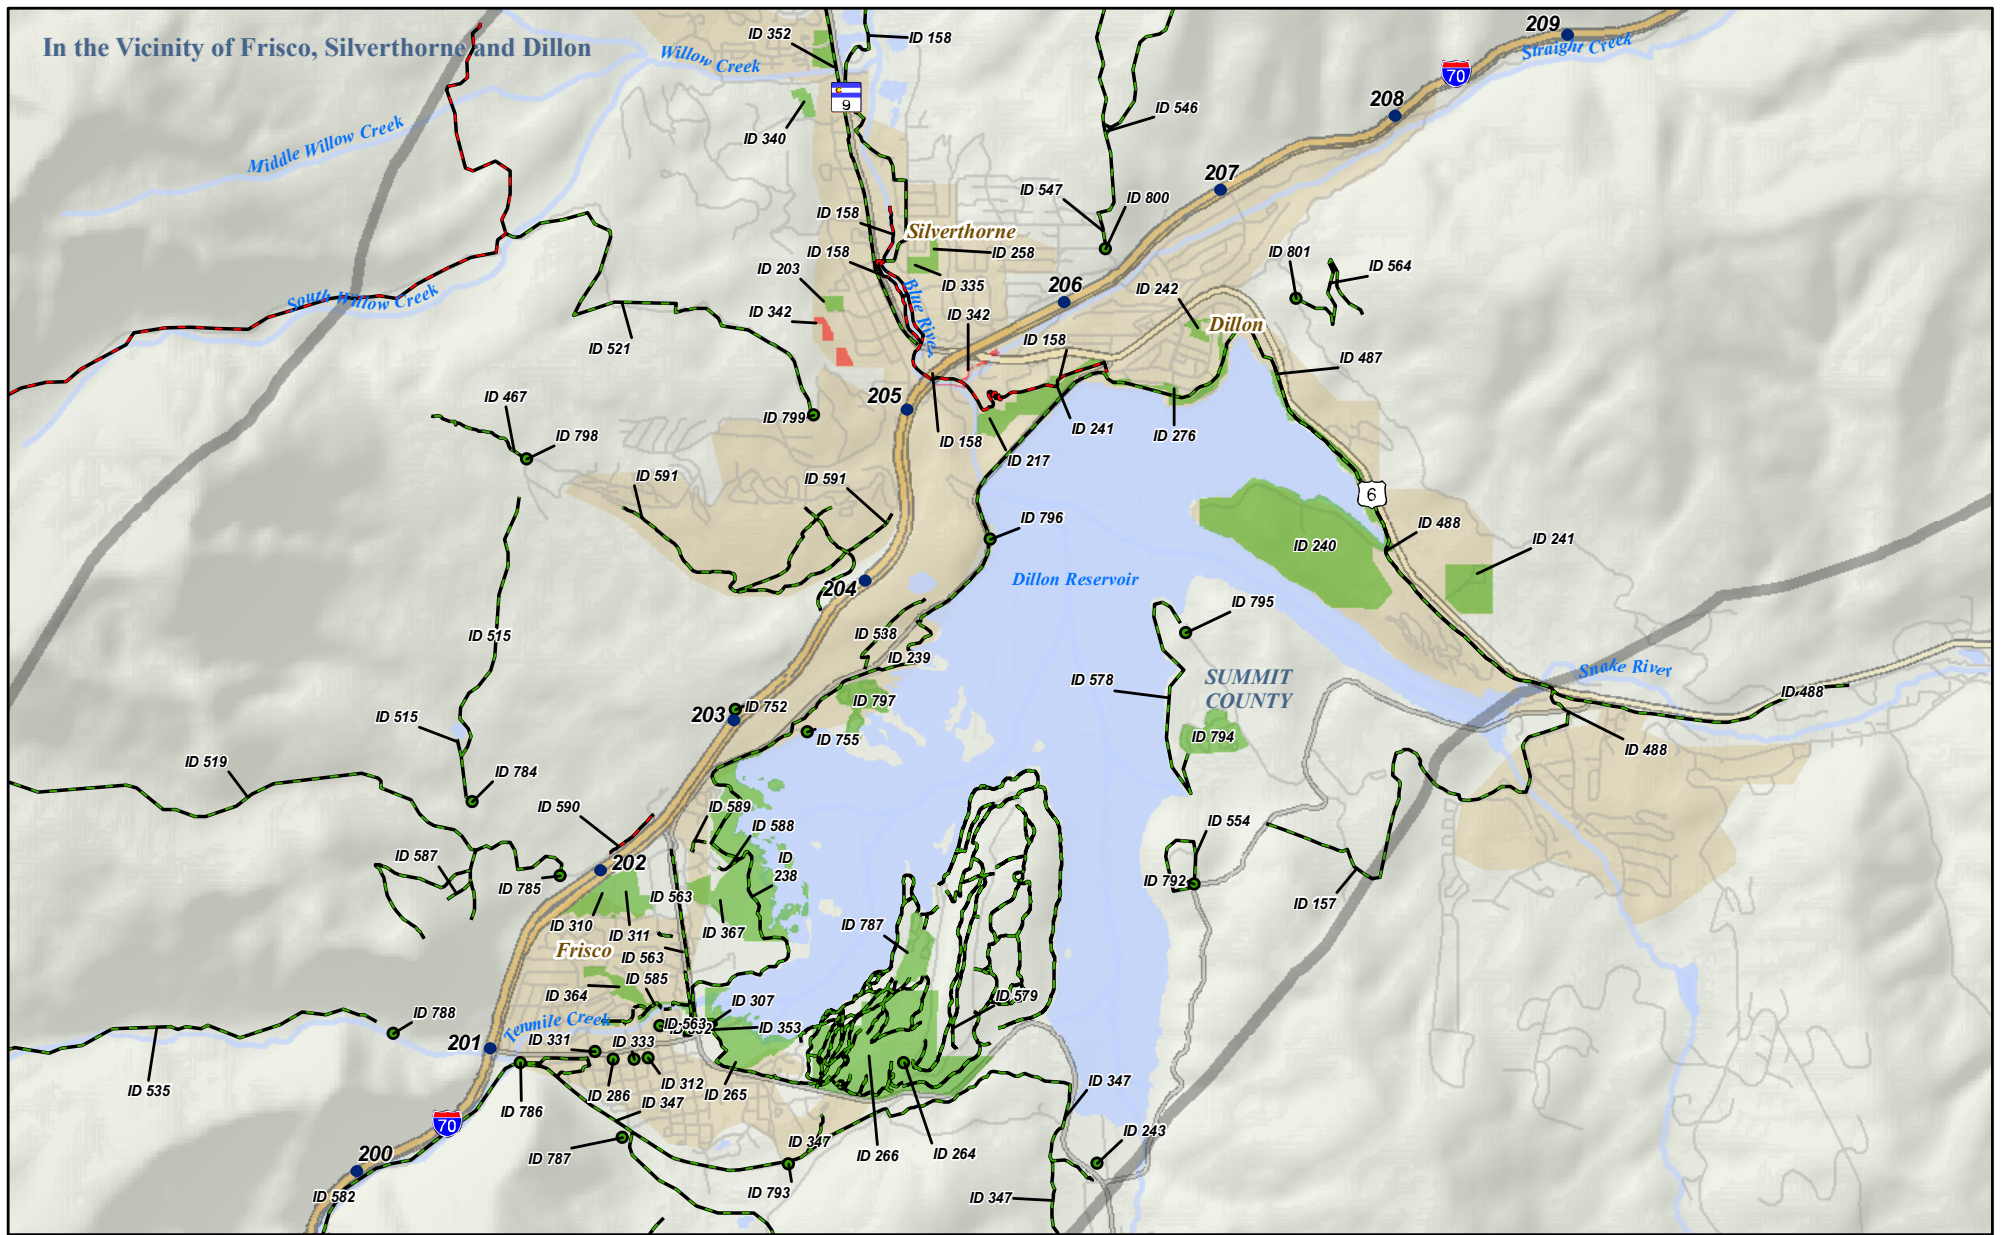 In the Vicinity of Frisco, Silverthorne and Dillon
209
ID 352
ID 158
Straight Creek
Willow Creek
70
9
208
ID 546
Middle Willow Creek
ID 340
207
ID 547
ID 800
ID 158
Silverthorne
ID 158
ID 258
ID 801
ID 564
ID 203
ID 335
206
ID 242
South Willow Creek
Blue River
ID 342
ID 342
Dillon
ID 521
ID 158
ID 487
ID 467
205
ID 799
ID 798
ID 158
ID 241
ID 276
ID 217
ID 591
ID 591
6
ID 796
ID 488
ID 240
ID 241
204
Dillon Reservoir
ID 795
ID 515
ID 538
ID 239
SUMMIT
COUNTY
Snake River
ID 578
ID 488
ID 797
ID 752
203
ID 515
ID 755
ID 794
ID 488
ID 519
ID 784
ID 590
ID 589
ID 588
ID 554
ID 587
202
ID
238
ID 785
ID 563
ID 792
ID 157
ID 310
ID 311
ID 367
ID 787
Frisco
ID 563
ID 585
ID 364
ID 307
ID 579
ID 788
Tenmile Creek
ID 563
ID 353
201
ID 331
ID 333
ID 535
ID 312
ID 286
ID 265
ID 347
ID 347
ID 786
70
ID 243
ID 347
200
ID 787
ID 266
ID 264
ID 793
ID 582
ID 347